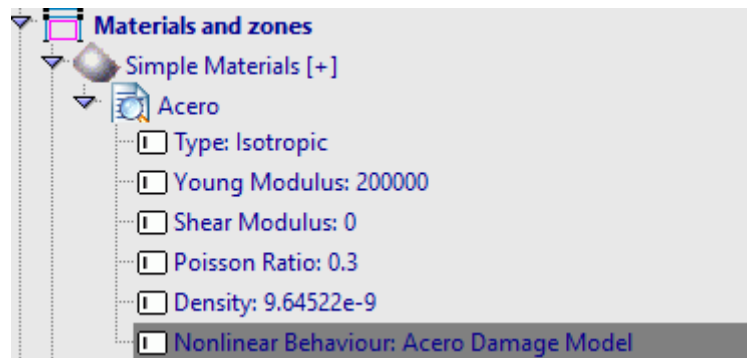 Materials and zones
Simple Materials [+]
Acero
Type: Isotropic
Young Modulus: 200000
Shear Modulus: 0
Poisson Ratio: 0.3
Density: 9.64522e-9
Nonlinear Behaviour: Acero Damage Model